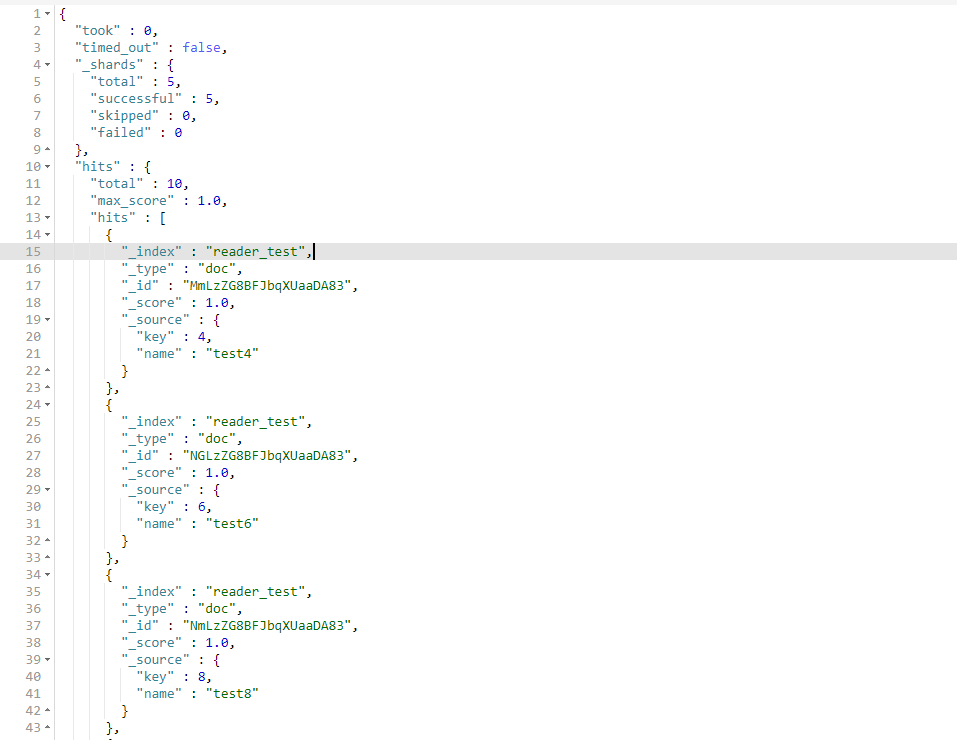 1 {
2 "took" : 0,
3 "timed_out" : false,
4 "_shards" : {
5 "total" : 5,
6 "successful" : 5,
7 "skipped" : 0,
8 "failed" : 0
9 },
10 "hits" : {
11 "total" : 10,
12 "max_score" : 1.0,
13 "hits" : [
14 {
15 "_index" : "reader_test",
16 "_type" : "doc",
17 "_id" : "MmLzZG8BFJbqXUaaDA83",
18 "_score" : 1.0,
19 "_source" : {
20 "key" : 4,
21 "name" : "test4"
22 }
23 },
24 {
25 "_index" : "reader_test",
26 "_type" : "doc",
27 "_id" : "NGLzZG8BFJbqXUaaDA83",
28 "_score" : 1.0,
29 "_source" : {
30 "key" : 6,
31 "name" : "test6"
32 }
33 },
34 {
35 "_index" : "reader_test",
36 "_type" : "doc",
37 "_id" : "NmLzZG8BFJbqXUaaDA83",
38 "_score" : 1.0,
39 "_source" : {
40 "key" : 8,
41 "name" : "test8"
42 }
43 },